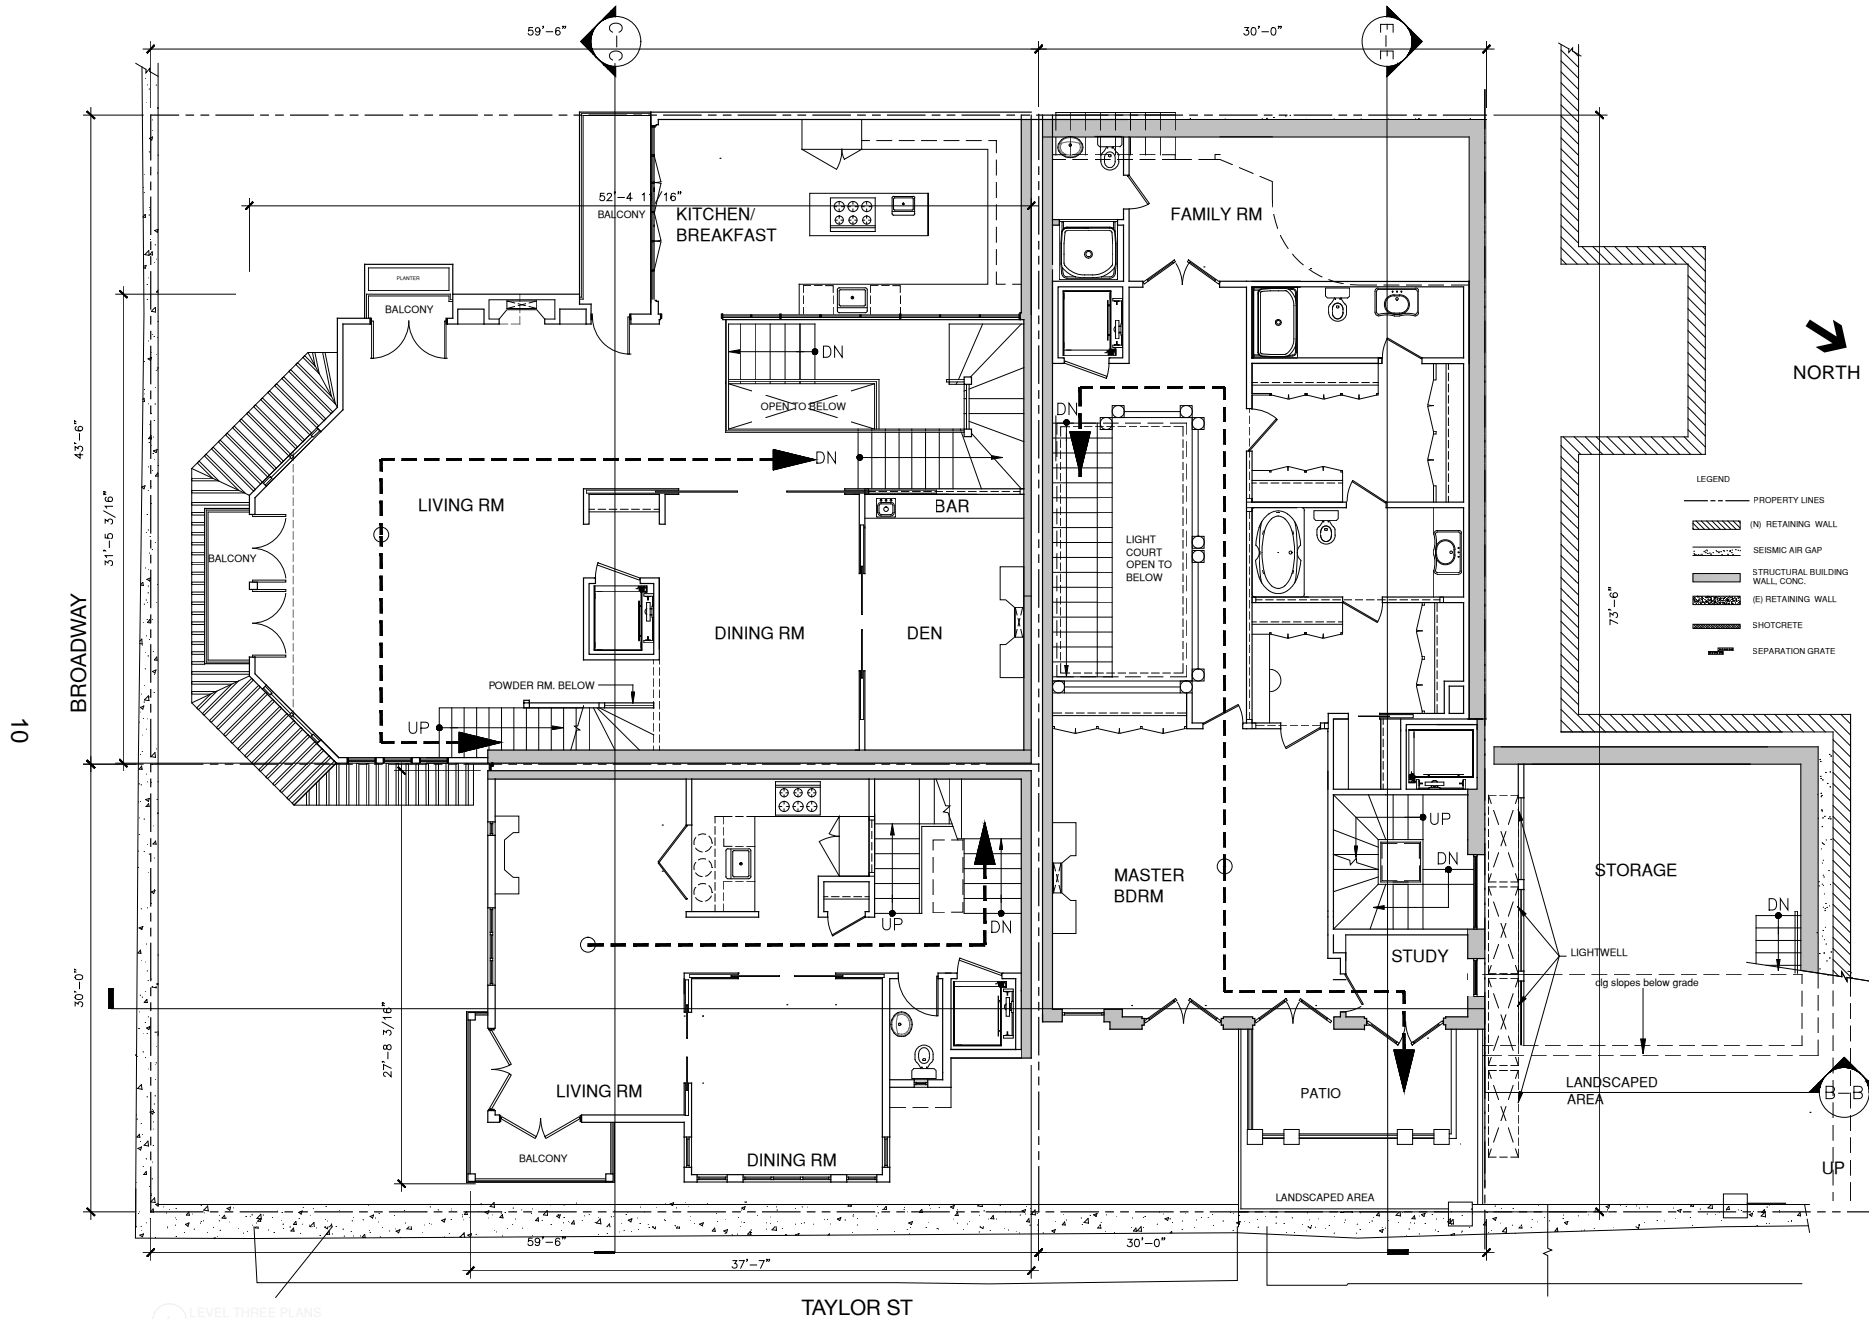 59'-6"
C-C
30'-0"
E-E
52'-4 11/16"
BALCONY
KITCHEN/
BREAKFAST
FAMILY RM
PLANTER
BALCONY
DN
OPEN TO BELOW
DN
NORTH
43'-6"
31'-5 3/16"
DN
LIVING RM
BAR
BALCONY
LIGHT
COURT
OPEN TO
BELOW
LEGEND
PROPERTY LINES
(N) RETAINING WALL
SEISMIC AIR GAP
STRUCTURAL BUILDING
WALL, CONC.
(E) RETAINING WALL
SHOTCRETE
SEPARATION GRATE
73'-6"
BROADWAY
10
DINING RM
DEN
POWDER RM. BELOW
UP
UP
DN
MASTER
BDRM
STORAGE
DN
UP
DN
STUDY
LIGHTWELL
clg slopes below grade
30'-0"
27'-8 3/16"
LIVING RM
PATIO
LANDSCAPED
AREA
B-B
BALCONY
DINING RM
UP
LANDSCAPED AREA
59'-6"
30'-0"
37'-7"
TAYLOR ST
LEVEL THREE PLANS